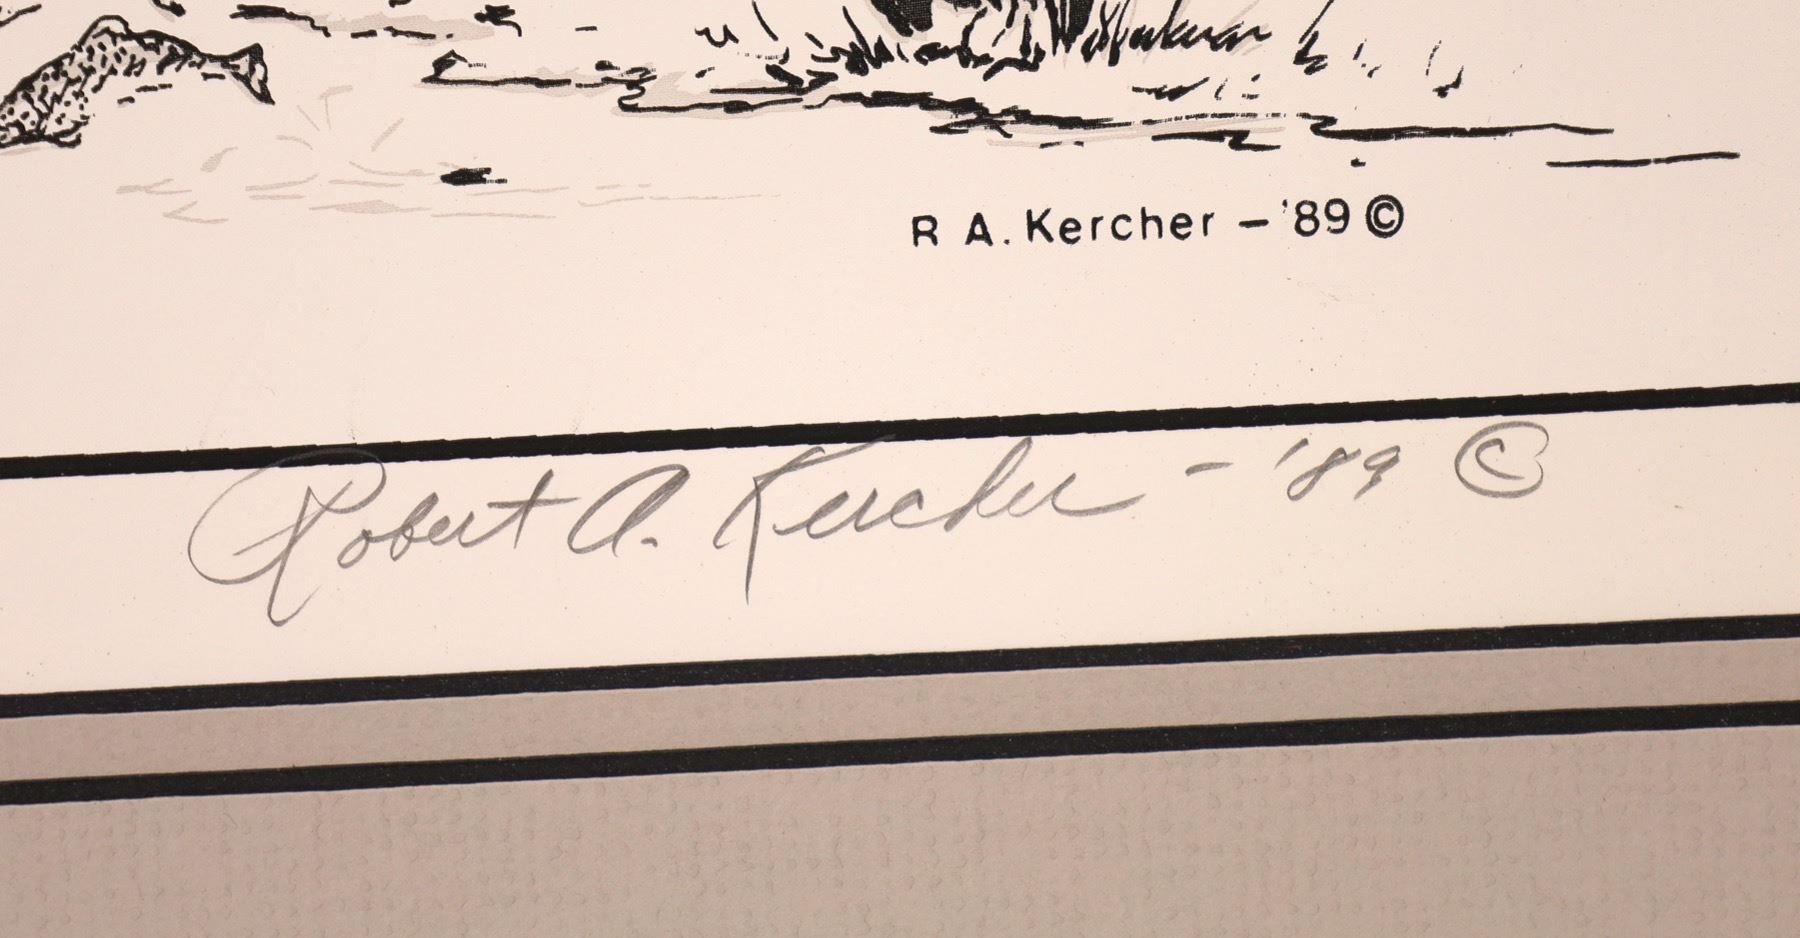 R A. Kercher - '89 ©
Robert A. Kercher - '89 ©